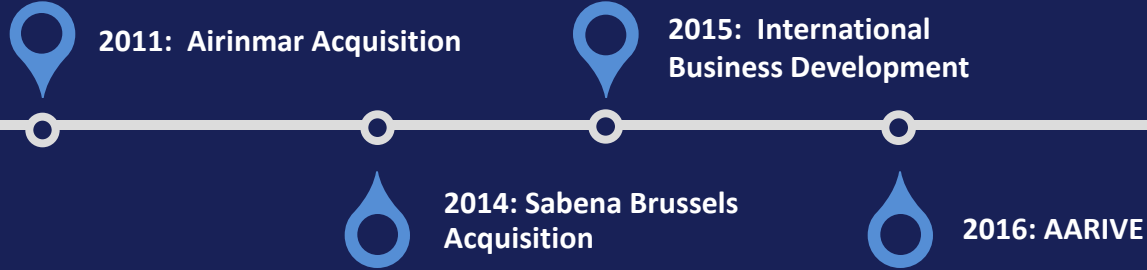 2011: Airinmar Acquisition
2015: International
Business Development
2014: Sabena Brussels
Acquisition
2016: AARIVE